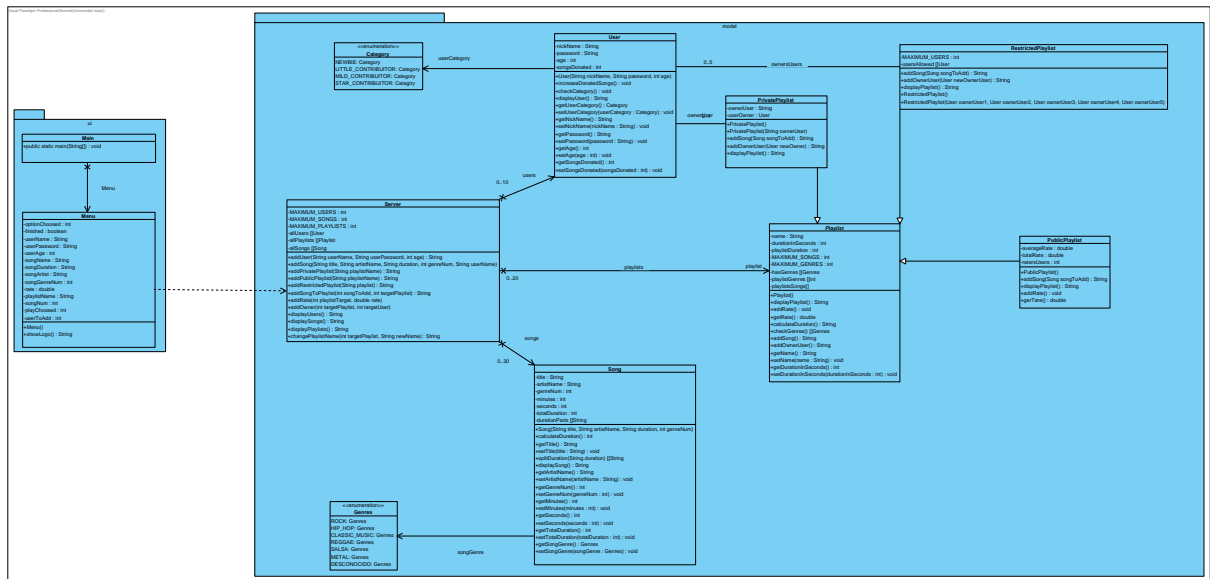 model
ui
Main
+public static main(String[]) : void
Menu
Menu
-optionChoosed : int
-finished : boolean
-userName : String
-userPassword : String
-userAge : int
-songName : String
-songDuration : String
-songArtist : String
-songGenreNum : int
-rate : double
-playlistName : String
-songNum : int
-playChoosed : int
-userToAdd : int
+Menu()
+showLogo() : String
<<enumeration>>
Category
NEWBIE: Category
LITTLE_CONTRIBUITOR: Category
MILD_CONTRIBUITOR: Category
STAR_CONTRIBUITOR: Categity
userCategory
User
-nickName : String
-password : String
-age : int
-songsDonated : int
+User(String nickName, String password, int age)
+increaseDonatedSongs() : void
+checkCategory() : void
+displayUser() : String
+getUserCategory() : Category
+setUserCategory(userCategory : Category) : void
+getNickName() : String
+setNickName(nickName : String) : void
+getPassword() : String
+setPassword(password : String) : void
+getAge() : int
+setAge(age : int) : void
+getSongsDonated() : int
+setSongsDonated(songsDonated : int) : void
0..5
ownersUsers
RestrictedPlaylist
-MAXIMUM_USERS : int
-usersAllowed []User
+addSong(Song songToAdd) : String
+addOwnerUser(User newOwnerUser) : String
+displayPlaylist() : String
+RestrictedPlaylist()
+RestrictedPlaylist(User ownerUser1, User ownerUser2, User ownerUser3, User ownerUser4, User ownerUser5)
PrivatePlaylist
-ownerUser : String
-userOwner : User
+PrivatePlaylist()
+PrivatePlaylist(String ownerUser)
+addSong(Song songToAdd) : String
+addOwnerUser(User newOwner) : String
+displayPlaylist() : String
users
0..10
Server
-MAXIMUM_USERS : int
-MAXIMUM_SONGS : int
-MAXIMUM_PLAYLISTS : int
-allUsers []User
-allPlaylists []Playlist
-allSongs []Song
+addUser(String userName, String userPassword, int age) : String
+addSong(String title, String artistName, String duration, int genreNum, String userName)
+addPrivatePlaylist(String playlistName) : String
+addPublicPlaylist(String playlistName) : String
+addRestrictedPlaylist(String playlist) : String
+addSongToPlaylist(int songToAdd, int targetPlaylist) : String
+addRate(int playlistTarget, double rate)
+addOwner(int targetPlaylist, int targetUser)
+displayUsers() : String
+displaySongs() : String
+displayPlaylists() : String
+changePlaylistName(int targetPlaylist, String newName) : String
0..20
playlists
playlist
Playlist
-name : String
-durationInSeconds : int
-playlistDuration : int
-MAXIMUM_SONGS : int
-MAXIMUM_GENRES : int
-hasGenres []Genres
-playlistGenres []int
-playlistsSongs[]
+Playlist()
+displayPlaylist() : String
+addRate() : void
+getRate() : double
+calculateDuration() : String
+checkGenres() []Genres
+addSong() : String
+addOwnerUser() : String
+getName() : String
+setName(name : String) : void
+getDurationInSeconds() : int
+setDurationInSeconds(durationInSeconds : int) : void
PublicPlaylist
-averageRate : double
-totalRate : double
-ratersUsers : int
+PublicPlaylist()
+addSong(Song songToAdd) : String
+displayPlaylist() : String
+addRate() : void
+gerTare() : double
songs
0..30
Song
-title : String
-artistName : String
-genreNum : int
-minutes : int
-seconds : int
-totalDuration : int
-durationParts []String
+Song(String title, String artistName, String duration, int genreNum)
+calculateDuration() : int
+getTitle() : String
+setTitle(title : String) : void
+splitDuration(String duration) []String
+displaySong() : String
+getArtistName() : String
+setArtistName(artistName : String) : void
+getGenreNum() : int
+setGenreNum(genreNum : int) : void
+getMinutes() : int
+setMinutes(minutes : int) : void
+getSeconds() : int
+setSeconds(seconds : int) : void
+getTotalDuration() : int
+setTotalDuration(totalDuration : int) : void
+getSongGenre() : Genres
+setSongGenre(songGenre : Genres) : void
<<enumeration>>
Genres
ROCK: Genres
HIP_HOP: Genres
CLASSIC_MUSIC: Genres
REGGAE: Genres
SALSA: Genres
METAL: Genres
DESCONOCIDO: Genres
songGenre